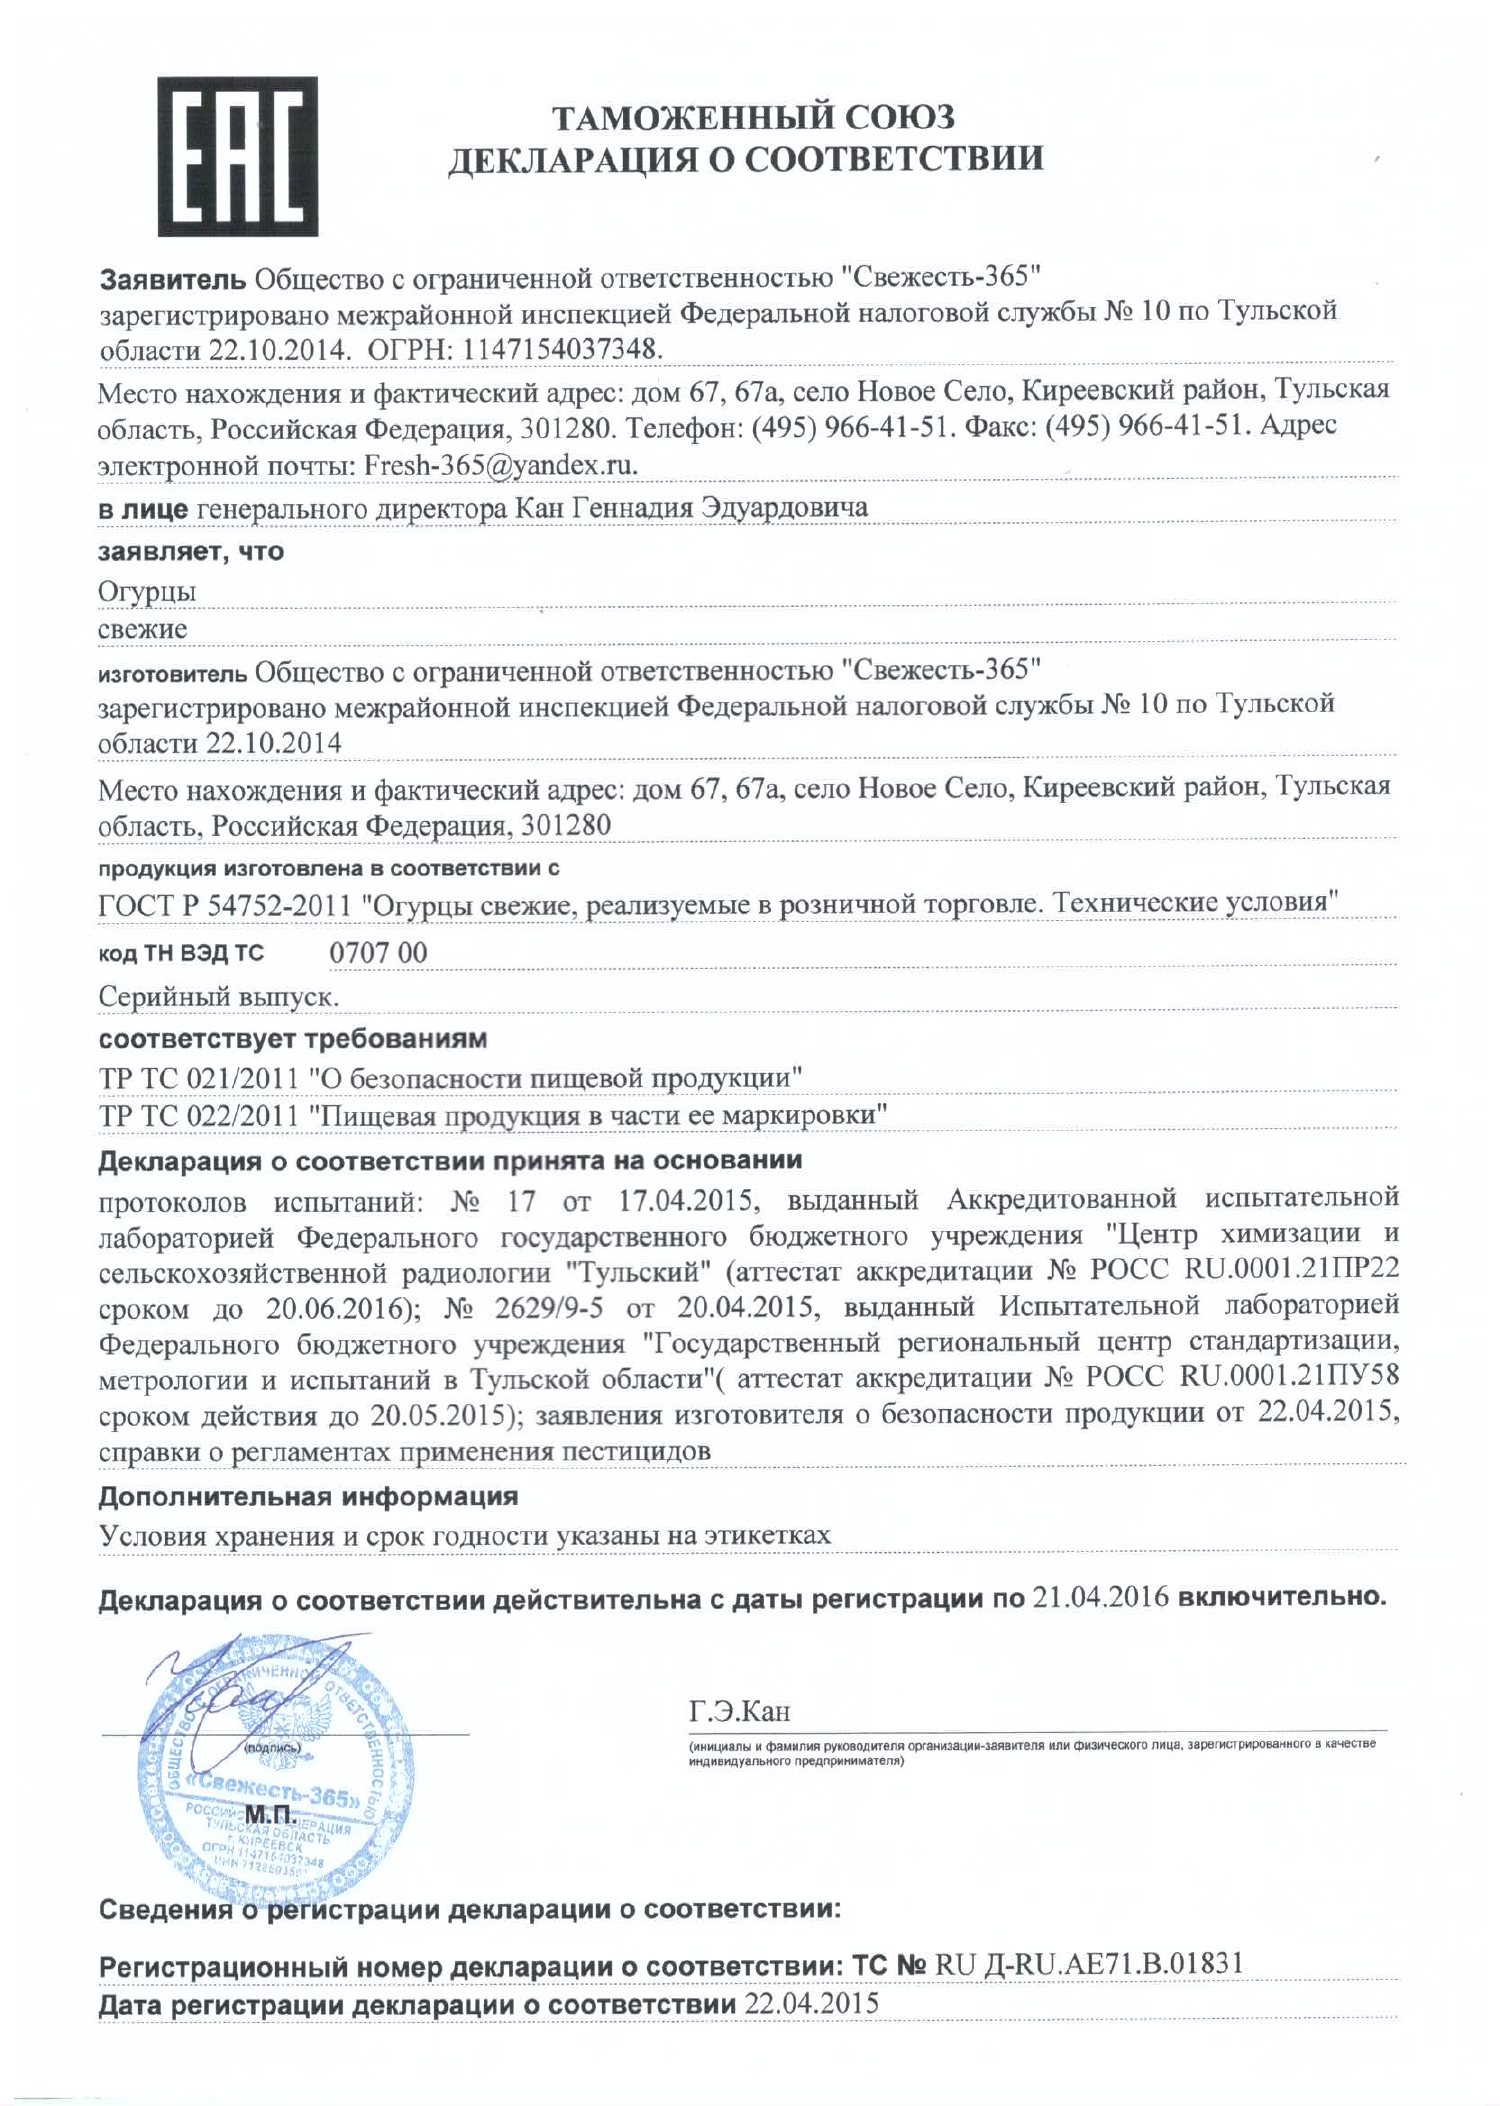 EAC
ТАМОЖЕННЫЙ СОЮЗ
ДЕКЛАРАЦИЯ О СООТВЕТСТВИИ
Заявитель Общество с ограниченной ответственностью "Свежесть-365"
зарегистрировано межрайонной инспекцией Федеральной налоговой службы № 10 по Тульской
области 22.10.2014. ОГРН: 1147154037348.
Место нахождения и фактический адрес: дом 67, 67а, село Новое Село, Киреевский район, Тульская
область, Российская Федерация, 301280. Телефон: (495) 966-41-51. Факс: (495) 966-41-51. Адрес
электронной почты: Fresh-365@yandex.ru.
в лице генерального директора Кан Геннадия Эдуардовича
заявляет, что
Огурцы
свежие
изготовитель Общество с ограниченной ответственностью "Свежесть-365"
зарегистрировано межрайонной инспекцией Федеральной налоговой службы № 10 по Тульской
области 22.10.2014
Место нахождения и фактический адрес: дом 67, 67а, село Новое Село, Киреевский район, Тульская
область, Российская Федерация, 301280
продукция изготовлена в соответствии с
ГОСТ Р 54752-2011 "Огурцы свежие, реализуемые в розничной торговле. Технические условия"
код ТН ВЭД ТС 0707 00
Серийный выпуск.
соответствует требованиям
ТР ТС 021/2011 "О безопасности пищевой продукции"
ТР ТС 022/2011 "Пищевая продукция в части ее маркировки"
Декларация о соответствии принята на основании
протоколов испытаний: № 17 от 17.04.2015, выданный Аккредитованной испытательной
лабораторией Федерального государственного бюджетного учреждения "Центр химизации и
сельскохозяйственной радиологии "Тульский" (аттестат аккредитации № РОСС RU.0001.21ПР22
сроком до 20.06.2016); № 2629/9-5 от 20.04.2015, выданный Испытательной лабораторией
Федерального бюджетного учреждения "Государственный региональный центр стандартизации,
метрологии и испытаний в Тульской области"( аттестат аккредитации № РОСС RU.0001.21ПУ58
сроком действия до 20.05.2015); заявления изготовителя о безопасности продукции от 22.04.2015,
справки о регламентах применения пестицидов
Дополнительная информация
Условия хранения и срок годности указаны на этикетках
Декларация о соответствии действительна с даты регистрации по 21.04.2016 включительно.
Г.Э.Кан
(подпись)
(инициалы и фамилия руководителя организации-заявителя или физического лица, зарегистрированного в качестве
индивидуального предпринимателя)
ОБЩЕСТВО С ОГРАНИЧЕННОЙ ОТВЕТСТВЕННОСТЬЮ
«Свежесть-365»
М.П.
ТУЛЬСКАЯ ОБЛАСТЬ
г. КИРЕЕВСК
ОГРН 1147154037348
Сведения о регистрации декларации о соответствии:
Регистрационный номер декларации о соответствии: ТС № RU Д-RU.АЕ71.В.01831
Дата регистрации декларации о соответствии 22.04.2015